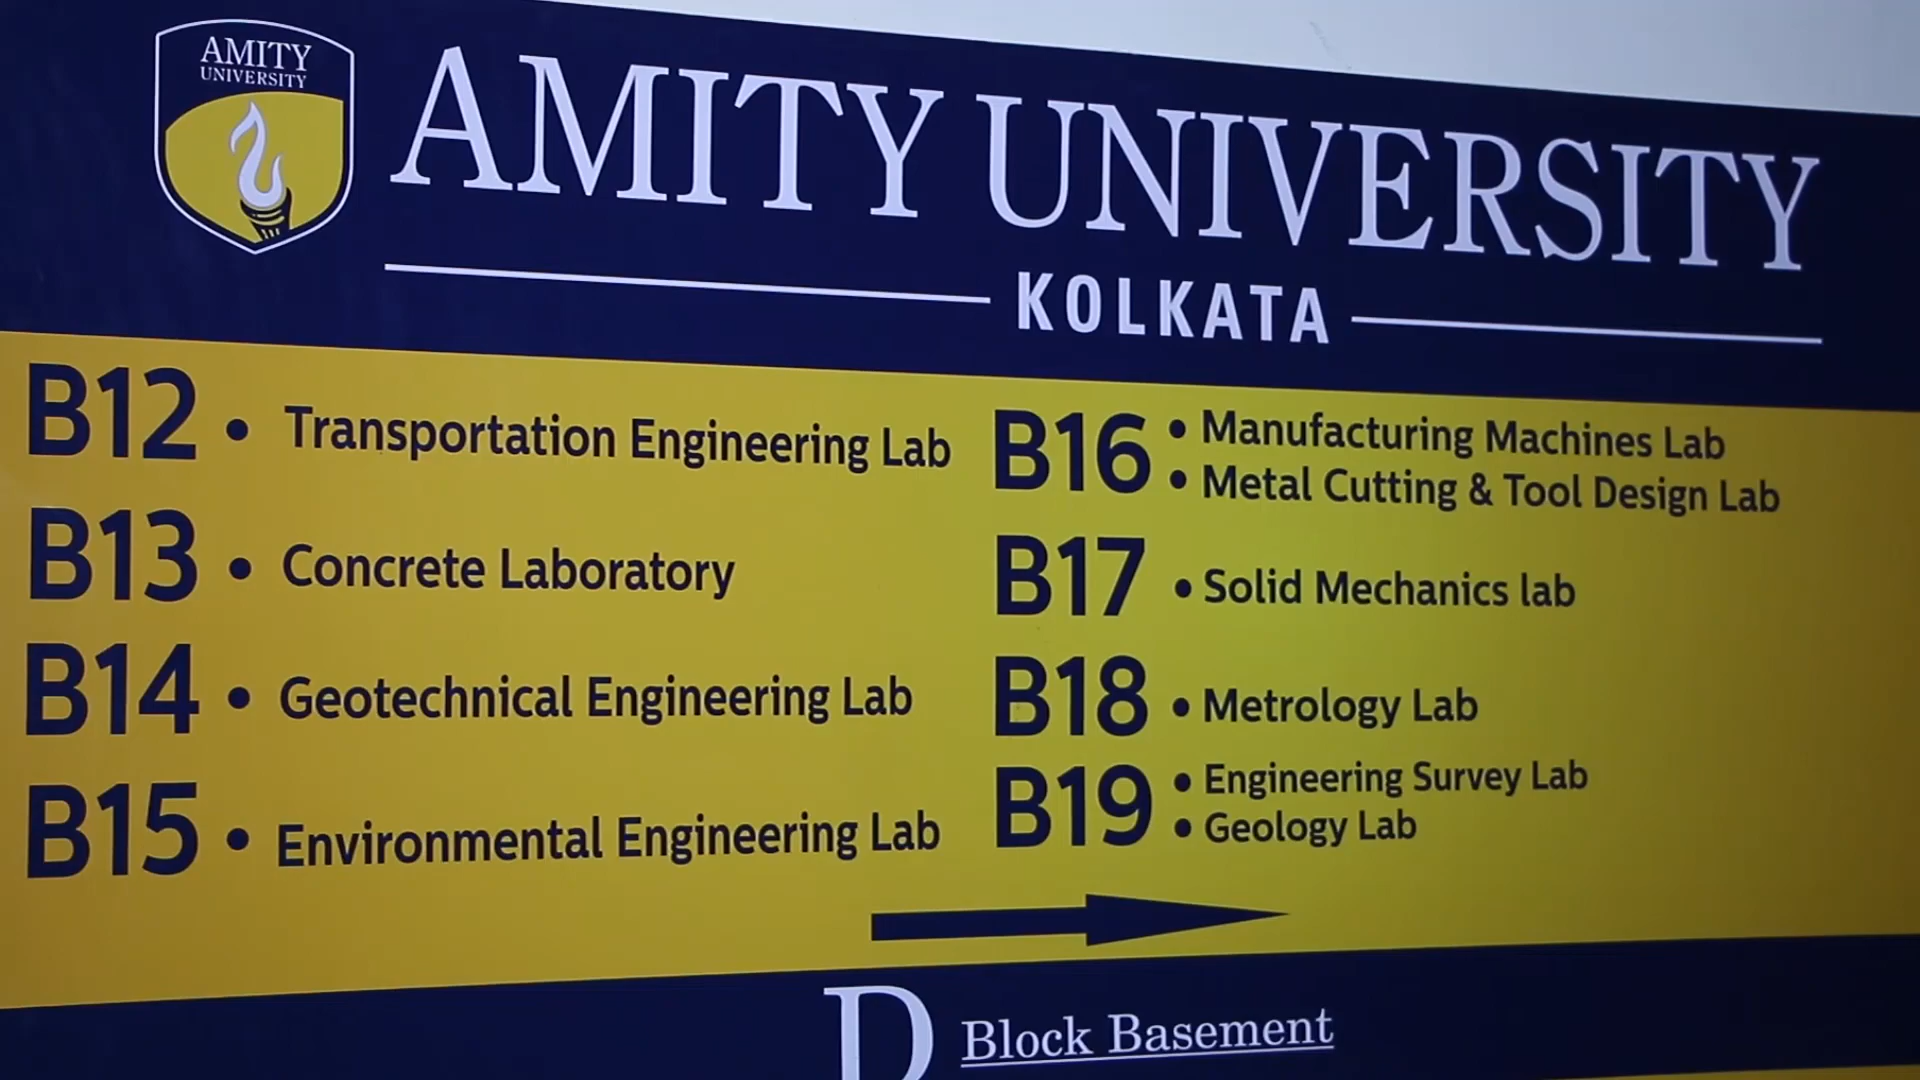 AMITY
UNIVERSITY
AMITY UNIVERSITY
KOLKATA
B12 • Transportation Engineering Lab
B13 • Concrete Laboratory
B14 • Geotechnical Engineering Lab
B15 • Environmental Engineering Lab
B16 • Manufacturing Machines Lab
• Metal Cutting & Tool Design Lab
B17 • Solid Mechanics lab
B18 • Metrology Lab
B19 • Engineering Survey Lab
• Geology Lab
D Block Basement